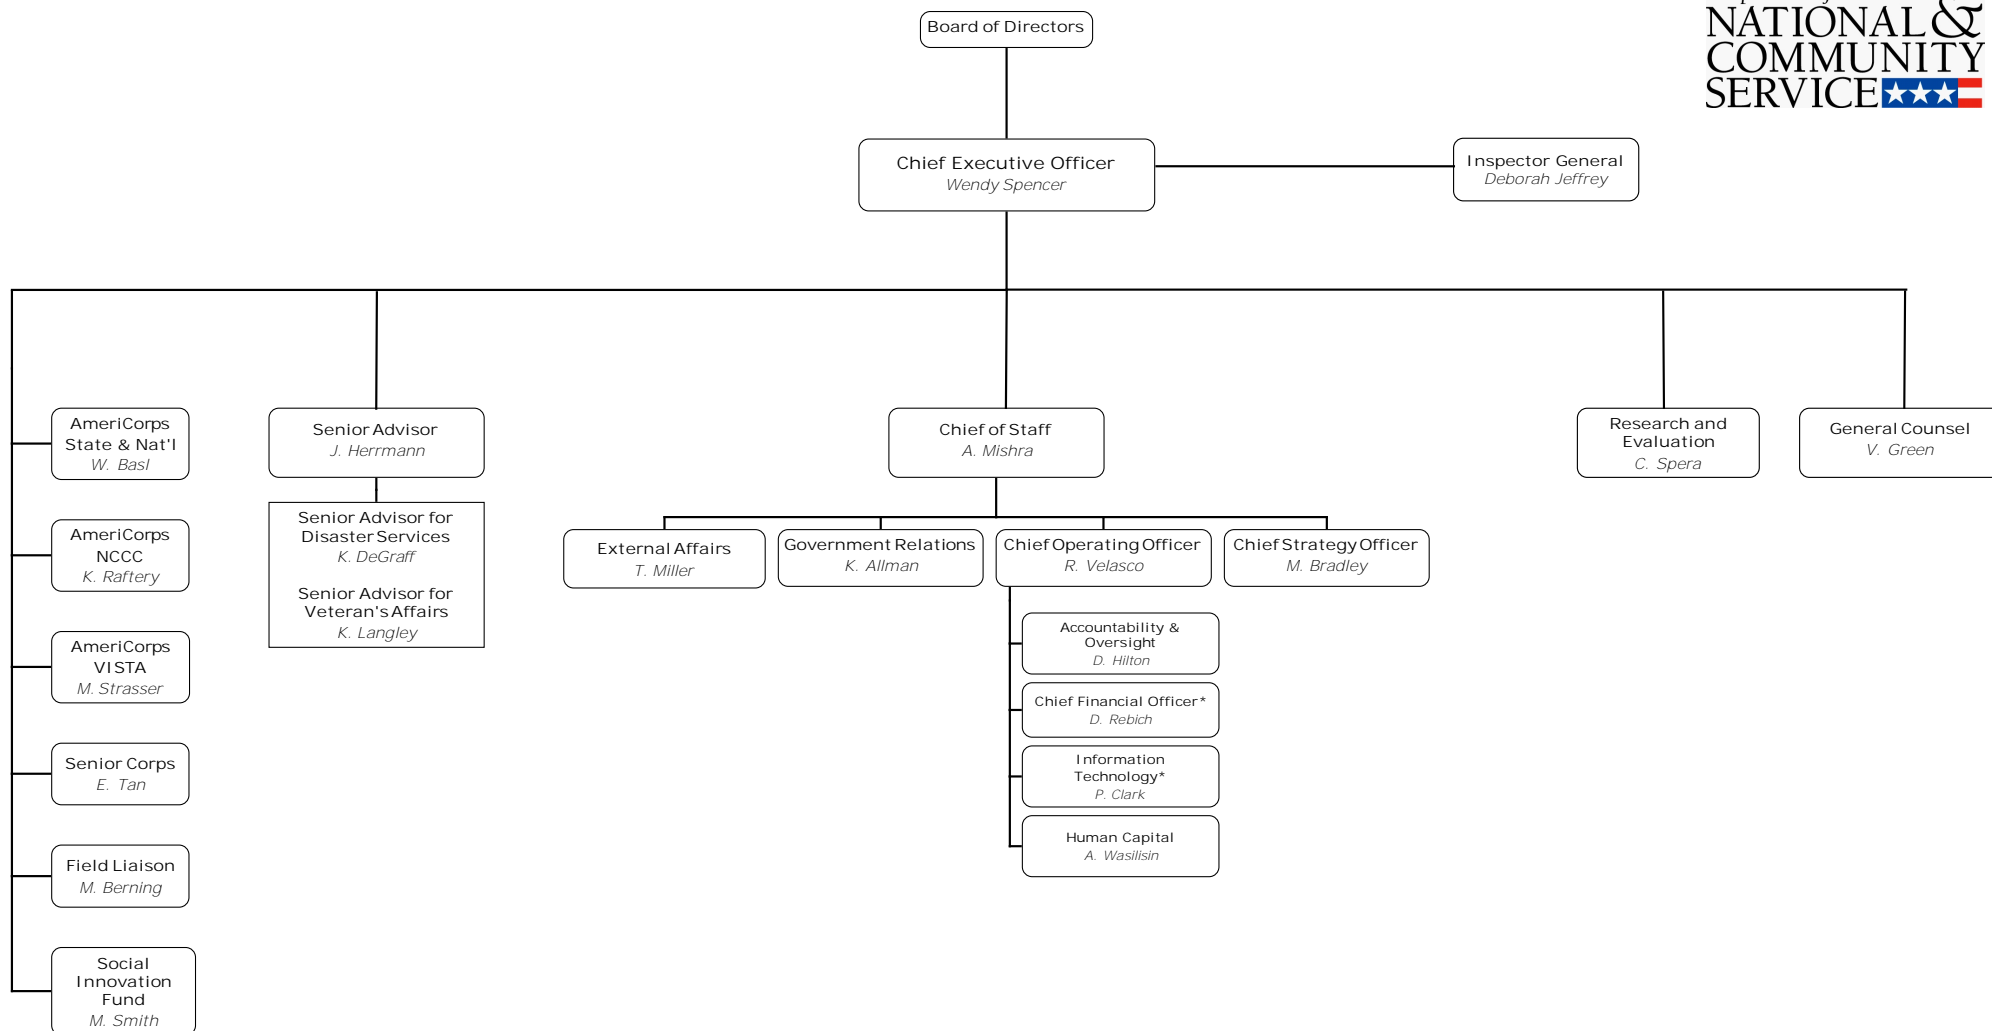 Board of Directors
NATIONAL &
COMMUNITY
SERVICE
Chief Executive Officer
Wendy Spencer
Inspector General
Deborah Jeffrey
AmeriCorps
State & Nat'l
W. Basl
AmeriCorps
NCCC
K. Raftery
AmeriCorps
VISTA
M. Strasser
Senior Corps
E. Tan
Field Liaison
M. Berning
Social
Innovation
Fund
M. Smith
Senior Advisor
J. Herrmann
Senior Advisor for
Disaster Services
K. DeGraff
Senior Advisor for
Veteran's Affairs
K. Langley
Chief of Staff
A. Mishra
External Affairs
T. Miller
Government Relations
K. Allman
Chief Operating Officer
R. Velasco
Chief Strategy Officer
M. Bradley
Accountability &
Oversight
D. Hilton
Chief Financial Officer*
D. Rebich
Information
Technology*
P. Clark
Human Capital
A. Wasilisin
Research and
Evaluation
C. Spera
General Counsel
V. Green